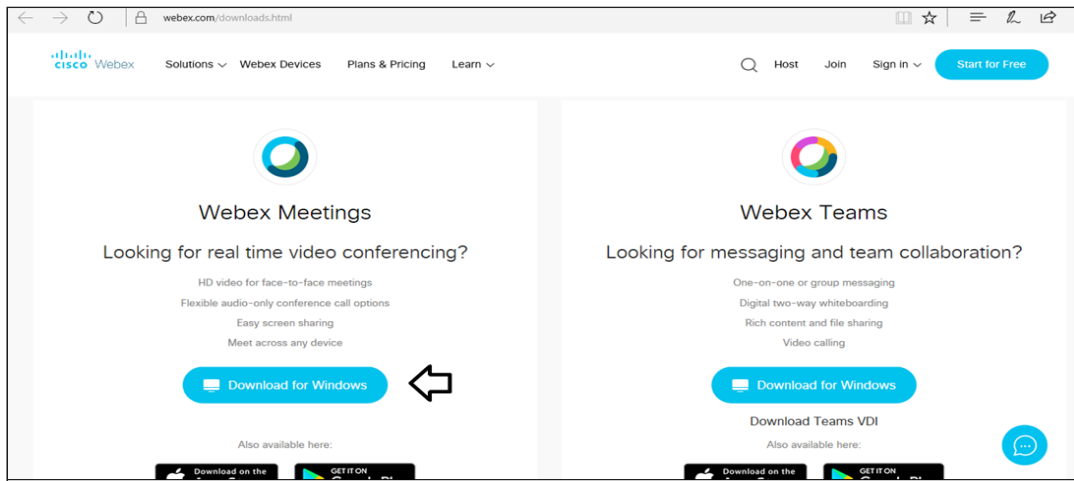 webex.com/downloads.html
CISCO Webex Solutions Webex Devices Plans & Pricing Learn Host Join Sign in Start for Free
Webex Meetings
Looking for real time video conferencing?
HD video for face-to-face meetings
Flexible audio-only conference call options
Easy screen sharing
Meet across any device
Download for Windows
Also available here:
Download on the
GET IT ON
Webex Teams
Looking for messaging and team collaboration?
One-on-one or group messaging
Digital two-way whiteboarding
Rich content and file sharing
Video calling
Download for Windows
Download Teams VDI
Also available here:
Download on the
GET IT ON